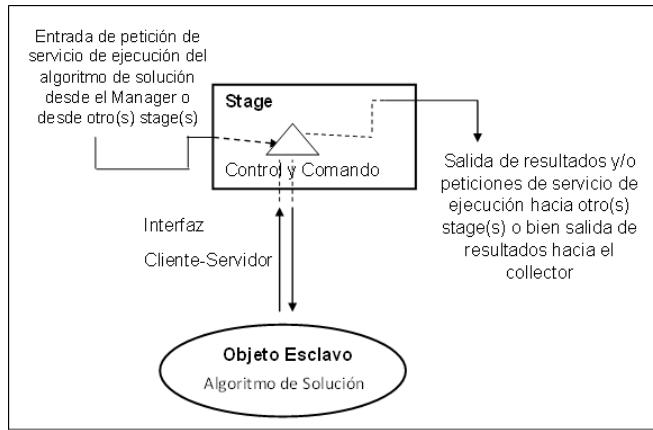 Entrada de petición de
servicio de ejecución del
algoritmo de solución
desde el Manager o
desde otro(s) stage(s)
Stage
Control y Comando
Salida de resultados y/o
peticiones de servicio de
ejecución hacia otro(s)
stage(s) o bien salida de
resultados hacia el
collector
Interfaz
Cliente-Servidor
Objeto Esclavo
Algoritmo de Solución